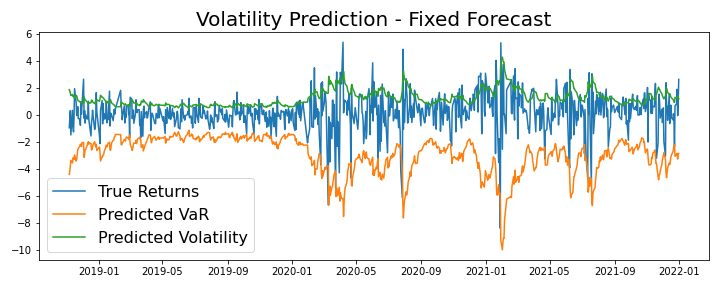 Volatility Prediction - Fixed Forecast
6
4
2
0
−2
−4
−6
−8
−10
True Returns
Predicted VaR
Predicted Volatility
2019-01 2019-05 2019-09 2020-01 2020-05 2020-09 2021-01 2021-05 2021-09 2022-01